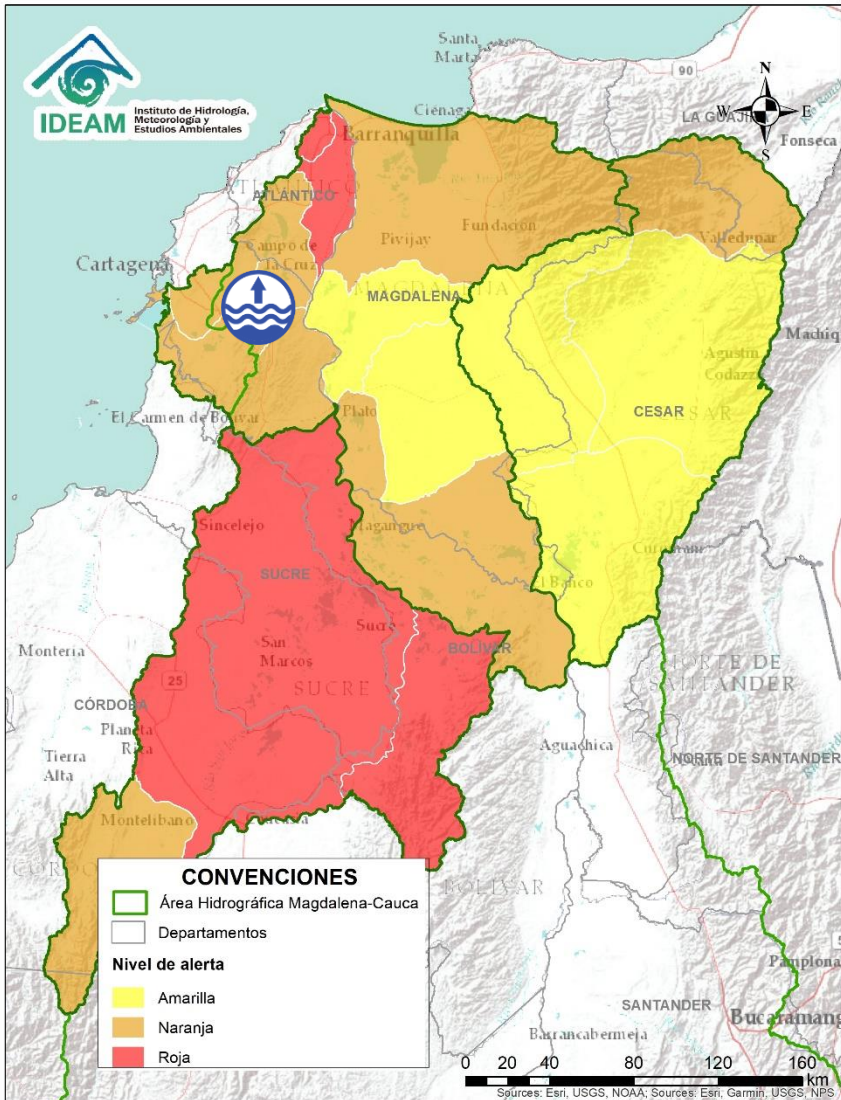 IDEAM
Instituto de Hidrología,
Meteorología y
Estudios Ambientales
Santa
Marta
90
N
W
E
S
LA GUAJIRA
Fonseca
Ciénaga
Barranquilla
ATLÁNTICO
Pivijay
Fundación
Valledupar
Cartagena
Campo de
la Cruz
MAGDALENA
Machiq
Agustín
Codazzi
CESAR
El Carmen de Bolívar
Plato
Sincelejo
Magangue
SUCRE
El Banco
Sucre
BOLÍVAR
Montería
San
Marcos
SUCRE
NORTE DE
SANTANDER
25
CÓRDOBA
Planeta
Rica
Tierra
Alta
Aguachica
NORTE DE SANTANDER
Montelíbano
BOLÍVAR
CONVENCIONES
Área Hidrográfica Magdalena-Cauca
Departamentos
Nivel de alerta
Amarilla
Naranja
Roja
Pamplona
SANTANDER
Bucaramang
Barrancabermeja
0 20 40 80 120 160
km
Sources: Esri, USGS, NOAA; Sources: Esri, Garmin, USGS, NPS